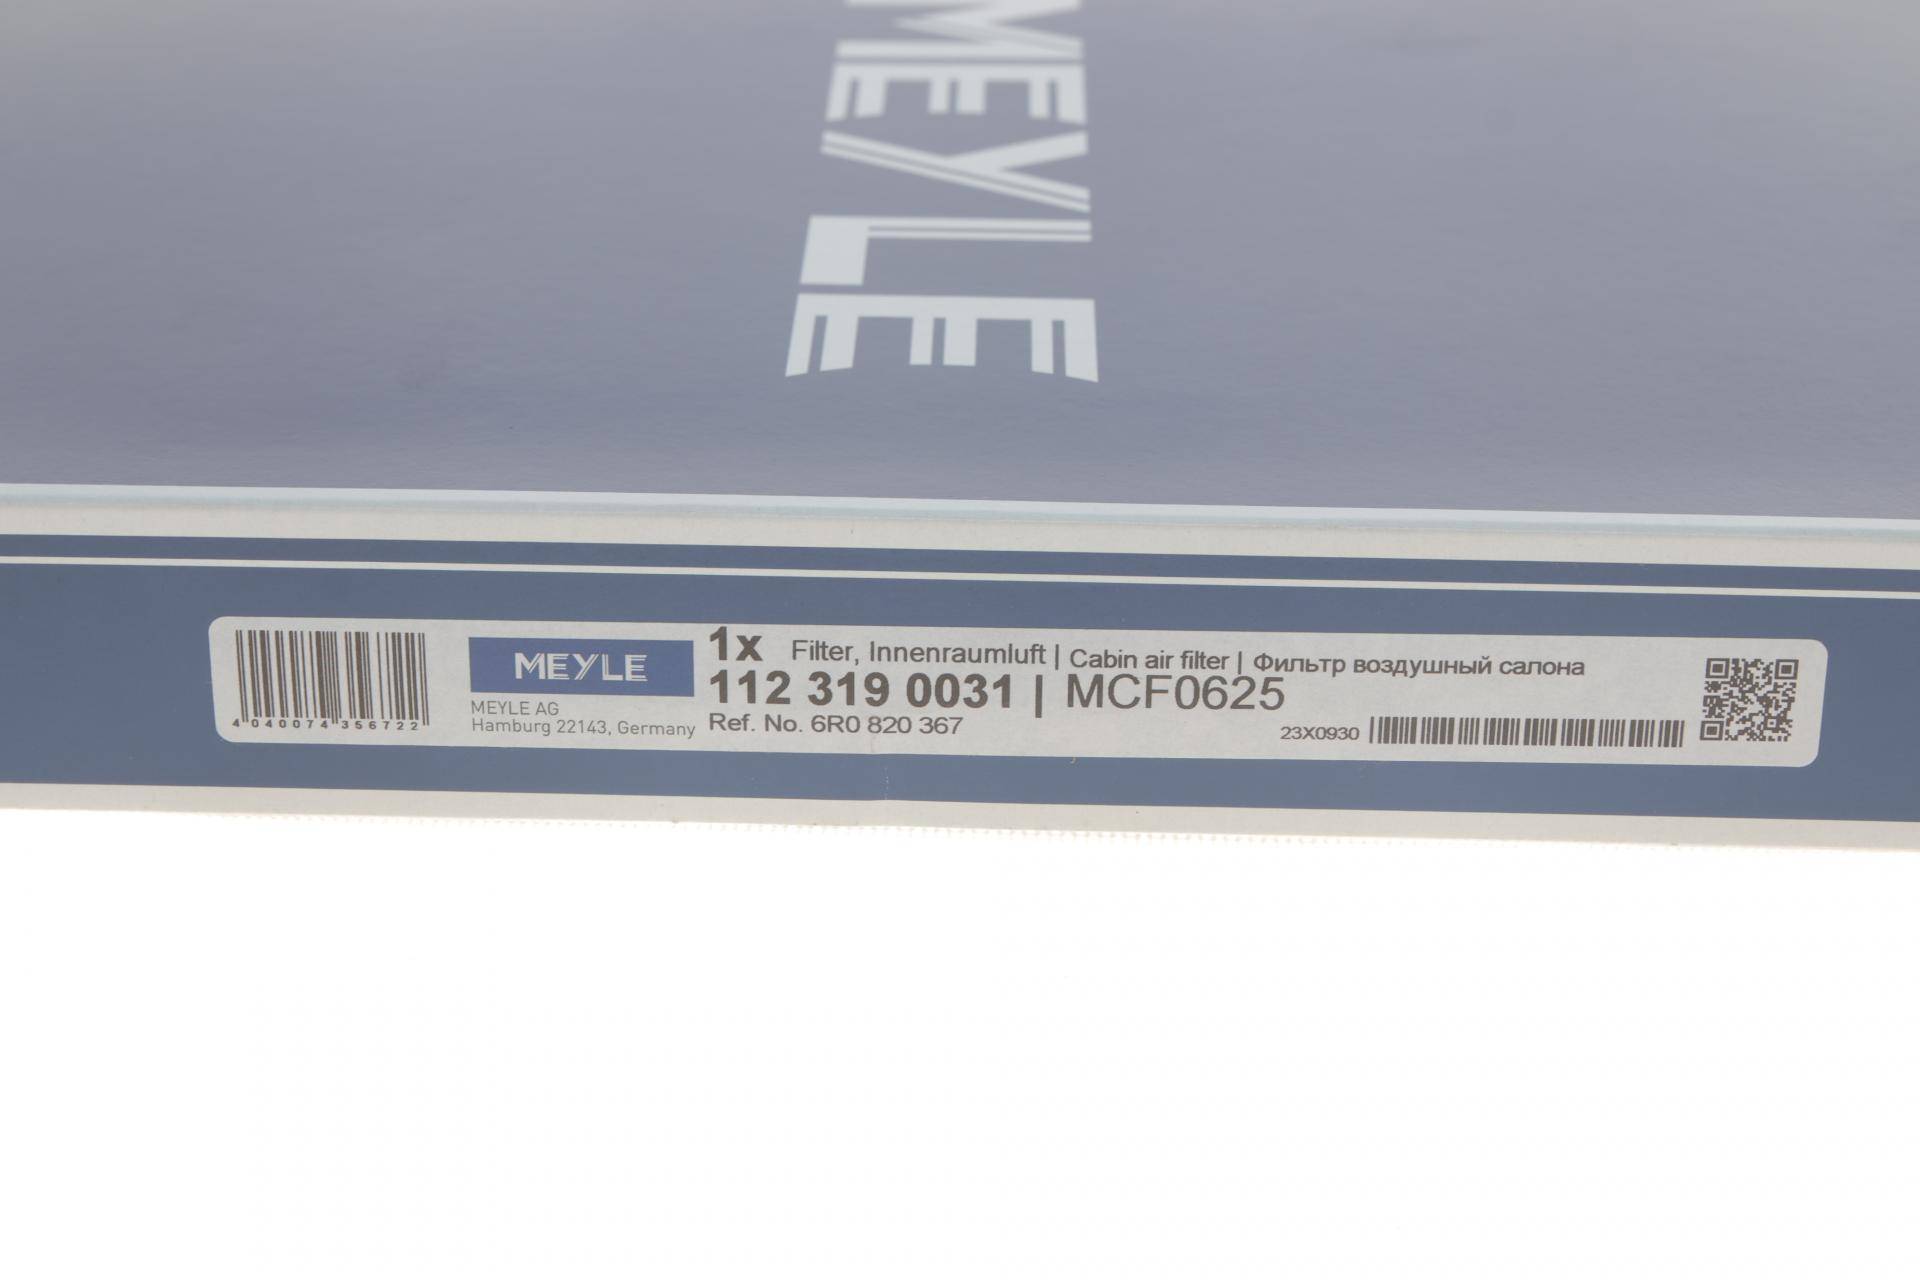 MEYLE
4 040074 356722
MEYLE
MEYLE AG
Hamburg 22143, Germany
1x Filter, Innenraumluft | Cabin air filter | Фильтр воздушный салона
112 319 0031 | MCF0625
Ref. No. 6R0 820 367
23X0930